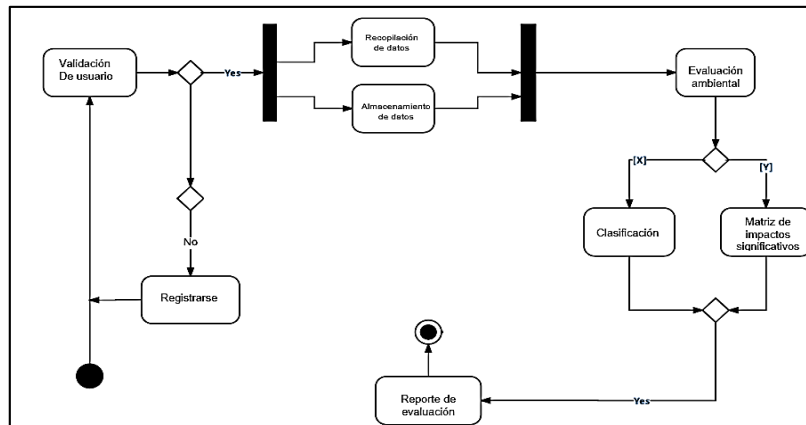 Validación
De usuario
Yes
Recopilación
de datos
Almacenamiento
de datos
Evaluación
ambiental
[X]
[Y]
Clasificación
Matriz de
impactos
significativos
No
Registrarse
Reporte de
evaluación
Yes